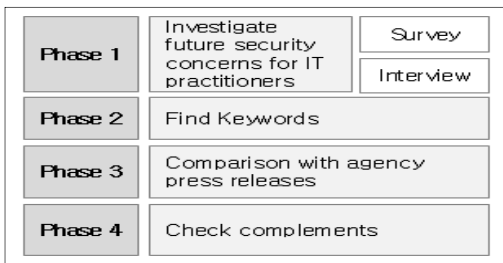 Phase 1
Investigate
future security
concerns for IT
practitioners
Survey
Interview
Phase 2
Find Keywords
Phase 3
Comparison with agency
press releases
Phase 4
Check complements